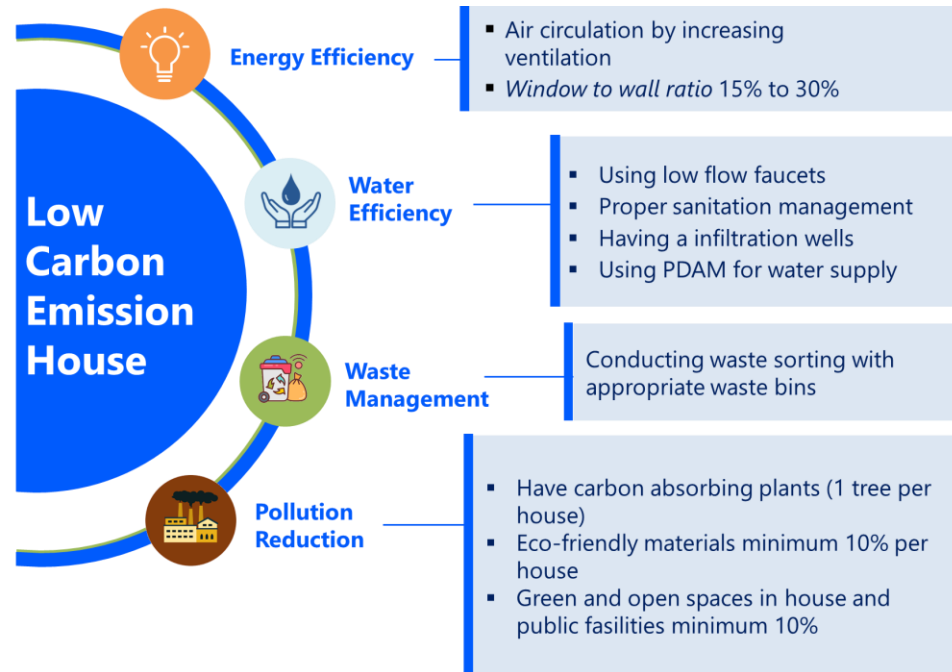 Low
Carbon
Emission
House
Energy Efficiency
▪ Air circulation by increasing
ventilation
▪ Window to wall ratio 15% to 30%
Water
Efficiency
▪ Using low flow faucets
▪ Proper sanitation management
▪ Having a infiltration wells
▪ Using PDAM for water supply
Waste
Management
Conducting waste sorting with
appropriate waste bins
Pollution
Reduction
▪ Have carbon absorbing plants (1 tree per
house)
▪ Eco-friendly materials minimum 10% per
house
▪ Green and open spaces in house and
public fasilities minimum 10%